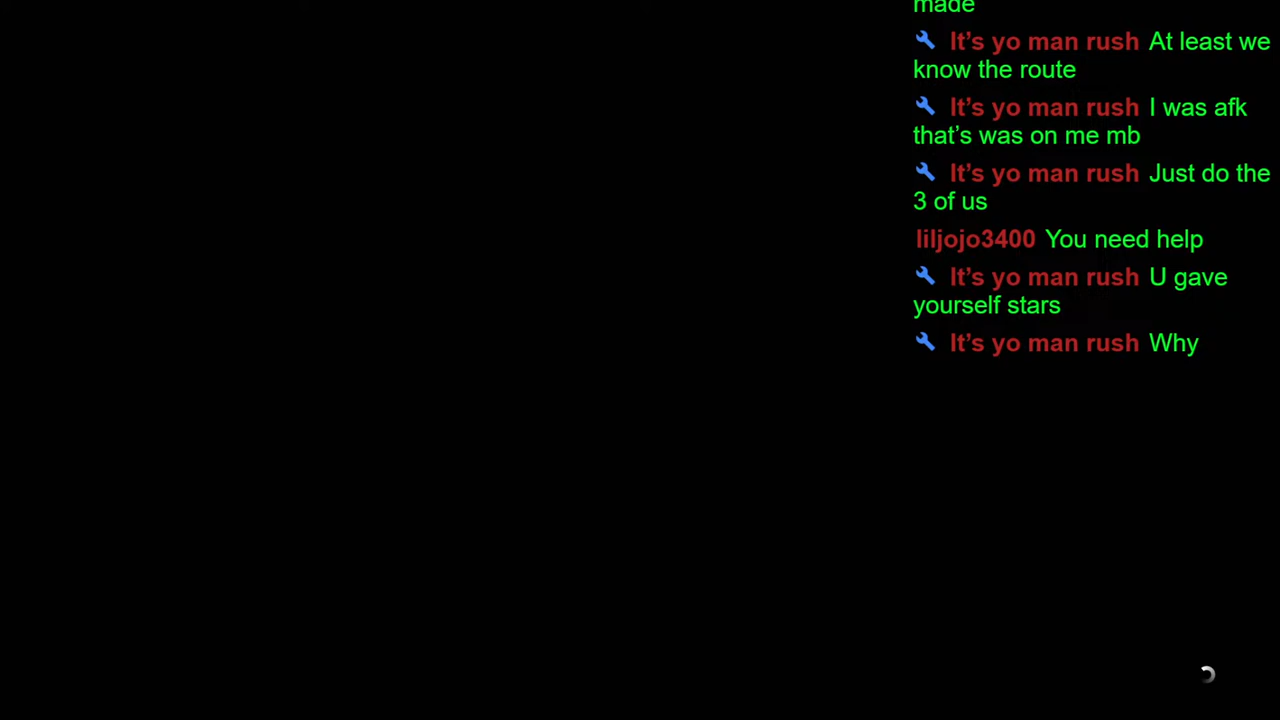 made
It’s yo man rush At least we
know the route
It’s yo man rush I was afk
that’s was on me mb
It’s yo man rush Just do the
3 of us
liljojo3400 You need help
It’s yo man rush U gave
yourself stars
It’s yo man rush Why